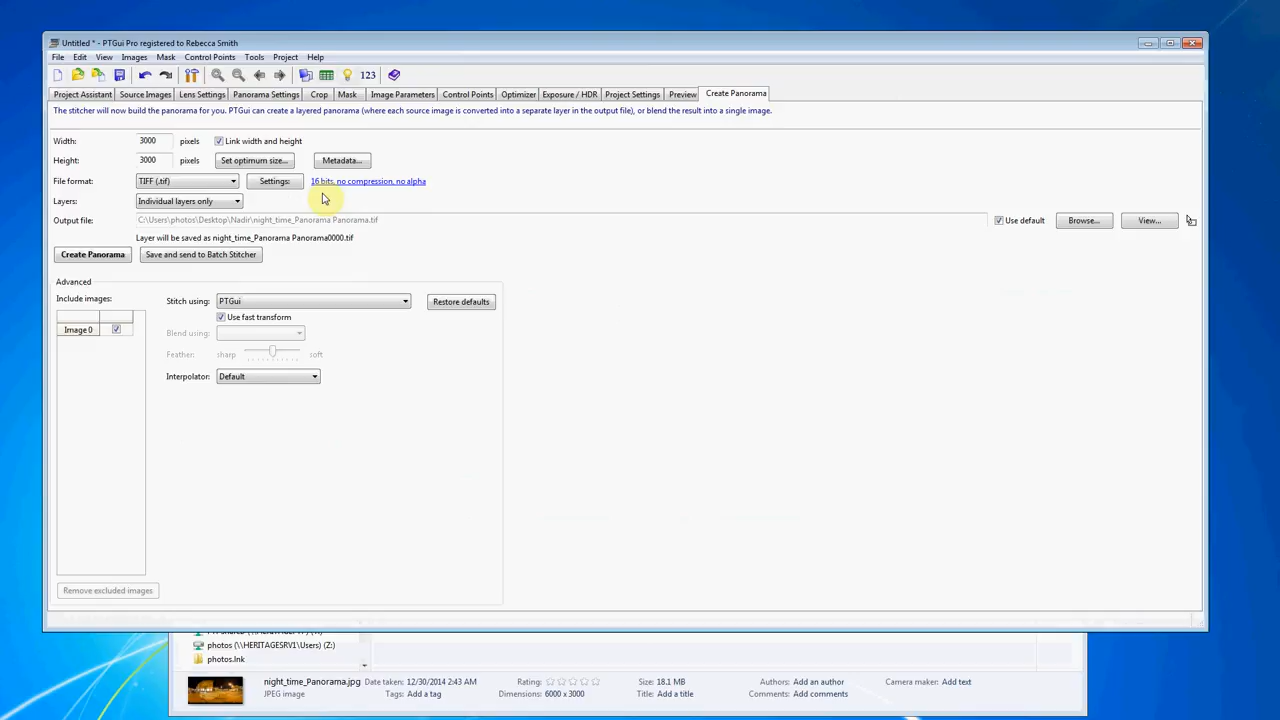 Untitled * - PTGui Pro registered to Rebecca Smith
File Edit View Images Mask Control Points Tools Project Help
123
Project Assistant Source Images Lens Settings Panorama Settings Crop Mask Image Parameters Control Points Optimizer Exposure / HDR Project Settings Preview Create Panorama
The stitcher will now build the panorama for you. PTGui can create a layered panorama (where each source image is converted into a separate layer in the output file), or blend the result into a single image.
Width: 3000 pixels Link width and height
Height: 3000 pixels Set optimum size... Metadata...
File format: TIFF (.tif) Settings: 16 bits, no compression, no alpha
Layers: Individual layers only
Output file: C:\Users\photos\Desktop\Nadir\night_time_Panorama Panorama.tif Use default Browse... View...
Layer will be saved as night_time_Panorama Panorama0000.tif
Create Panorama Save and send to Batch Stitcher
Advanced
Include images: Stitch using: PTGui Restore defaults
Use fast transform
Image 0
Blend using:
Feather: sharp soft
Interpolator: Default
Remove excluded images
photos (\\HERITAGESRV1\Users) (Z:)
photos.lnk
night_time_Panorama.jpg Date taken: 12/30/2014 2:43 AM Rating: Size: 18.1 MB Authors: Add an author Camera maker: Add text
JPEG image Tags: Add a tag Dimensions: 6000 x 3000 Title: Add a title Comments: Add comments